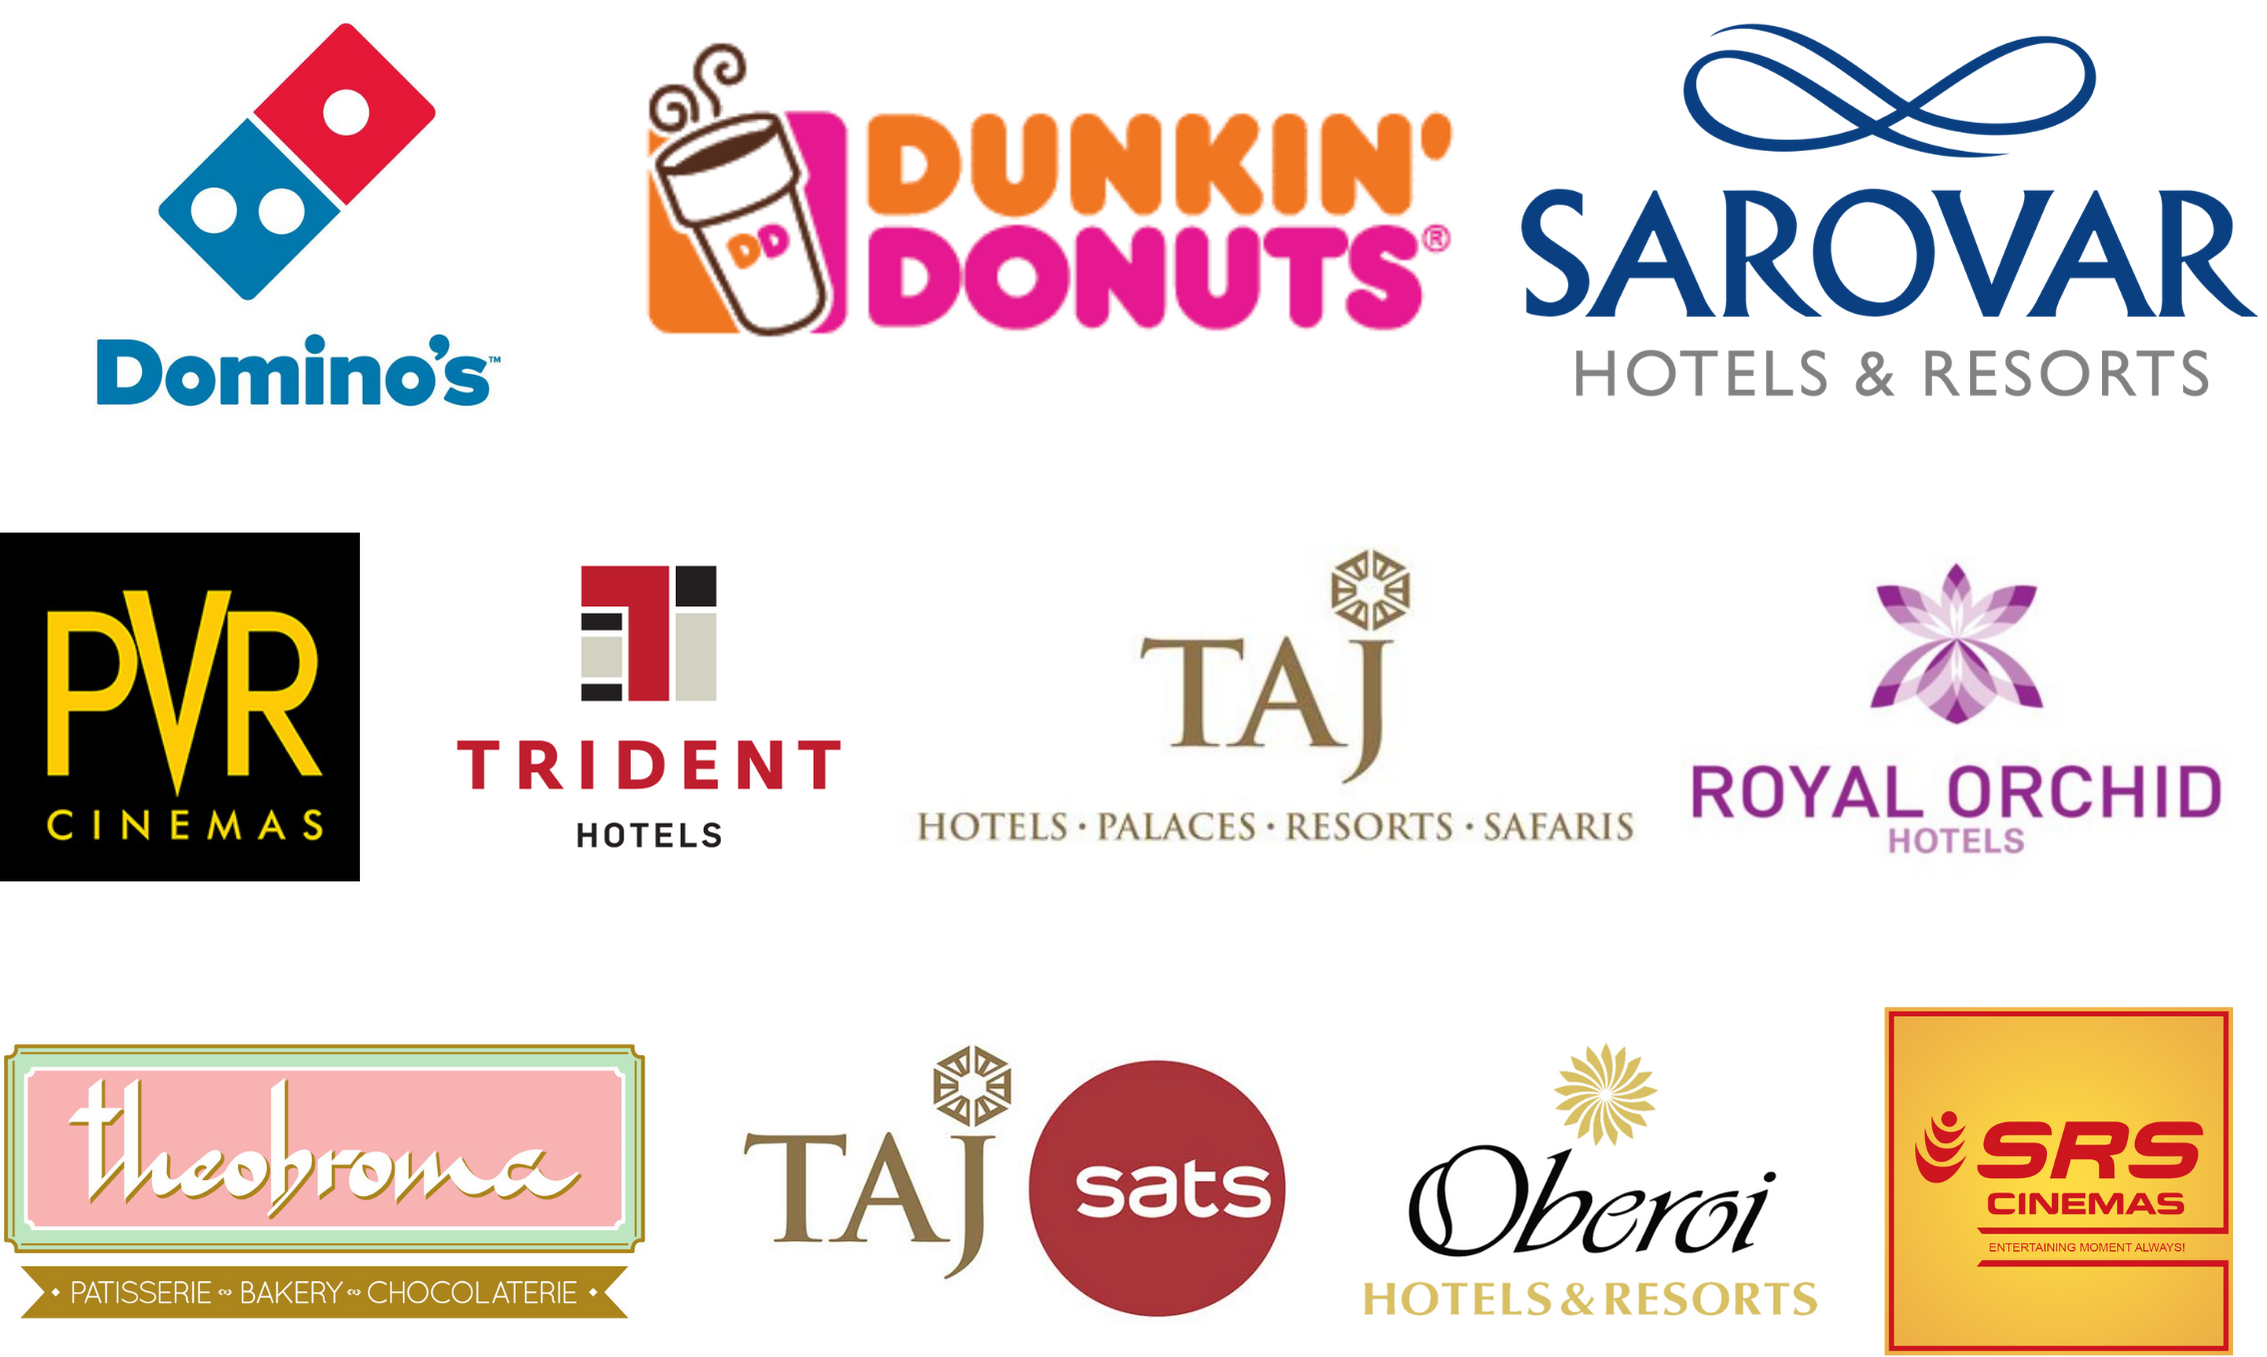 Domino's™
DD
DUNKIN'
DONUTS®
SAROVAR
HOTELS & RESORTS
PVR
CINEMAS
TRIDENT
HOTELS
TAJ
HOTELS · PALACES · RESORTS · SAFARIS
ROYAL ORCHID
HOTELS
theobroma
· PATISSERIE ~ BAKERY ~ CHOCOLATERIE ·
TAJ
sats
Oberoi
HOTELS & RESORTS
SRS
CINEMAS
ENTERTAINING MOMENT ALWAYS!